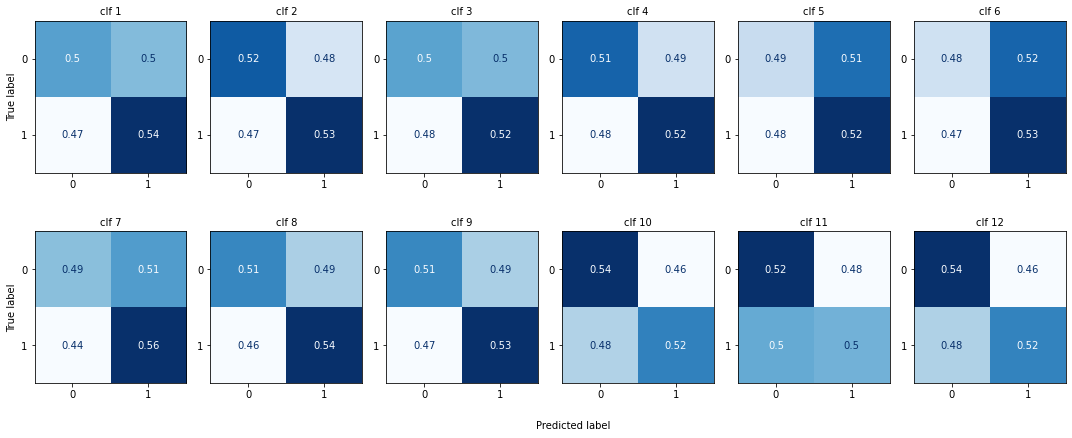 clf 1 clf 2 clf 3 clf 4 clf 5 clf 6
0 0.5 0.5 0 0.52 0.48 0 0.5 0.5 0 0.51 0.49 0 0.49 0.51 0 0.48 0.52
True label
1 0.47 0.54 1 0.47 0.53 1 0.48 0.52 1 0.48 0.52 1 0.48 0.52 1 0.47 0.53
0 1 0 1 0 1 0 1 0 1 0 1
clf 7 clf 8 clf 9 clf 10 clf 11 clf 12
0 0.49 0.51 0 0.51 0.49 0 0.51 0.49 0 0.54 0.46 0 0.52 0.48 0 0.54 0.46
True label
1 0.44 0.56 1 0.46 0.54 1 0.47 0.53 1 0.48 0.52 1 0.5 0.5 1 0.48 0.52
0 1 0 1 0 1 0 1 0 1 0 1
Predicted label